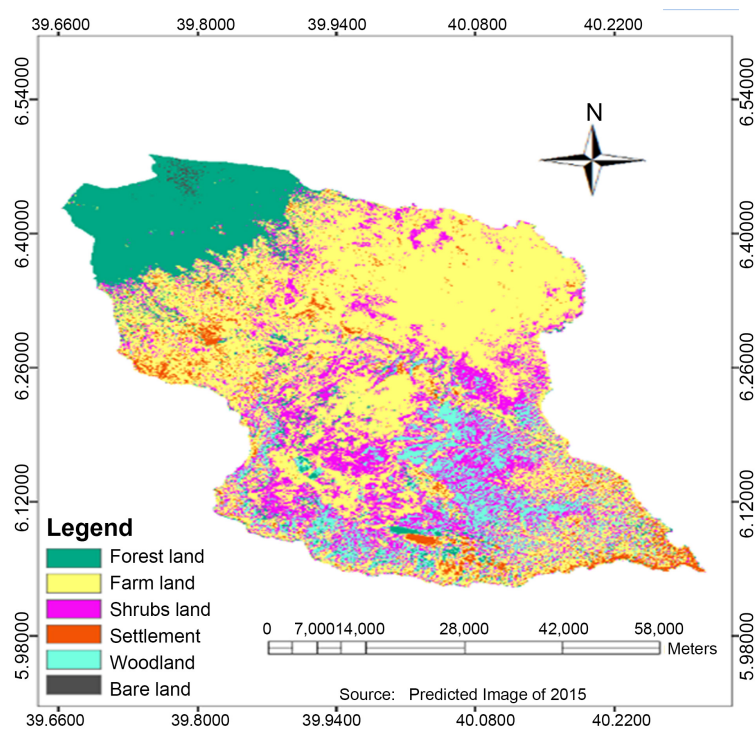 39.6600 39.8000 39.9400 40.0800 40.2200
6.54000 6.54000
N
6.40000 6.40000
6.26000 6.26000
6.12000 6.12000
Legend
Forest land
Farm land
Shrubs land
Settlement
Woodland
Bare land
5.98000 5.98000
0 7,00014,000 28,000 42,000 58,000
Meters
Source: Predicted Image of 2015
39.6600 39.8000 39.9400 40.0800 40.2200